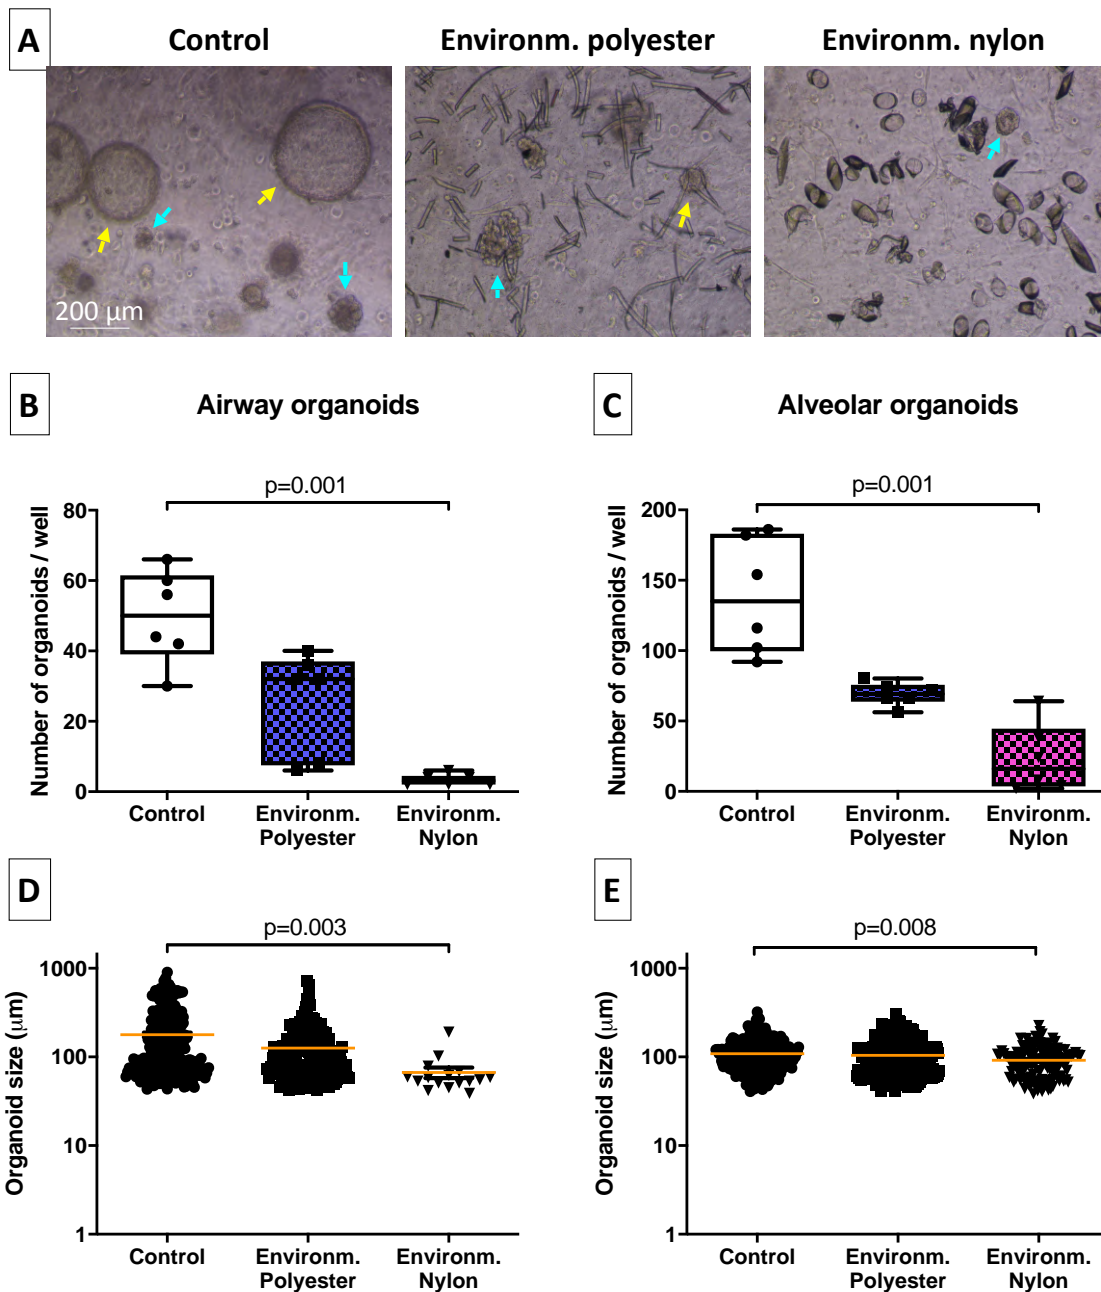 A
Control
Environm. polyester
Environm. nylon
200 µm
B
Airway organoids
C
Alveolar organoids
p=0.001
Number of organoids / well
80
60
40
20
0
Control
Environm.
Polyester
Environm.
Nylon
p=0.001
Number of organoids / well
200
150
100
50
0
Control
Environm.
Polyester
Environm.
Nylon
D
p=0.003
Organoid size (µm)
1000
100
10
1
Control
Environm.
Polyester
Environm.
Nylon
E
p=0.008
Organoid size (µm)
1000
100
10
1
Control
Environm.
Polyester
Environm.
Nylon